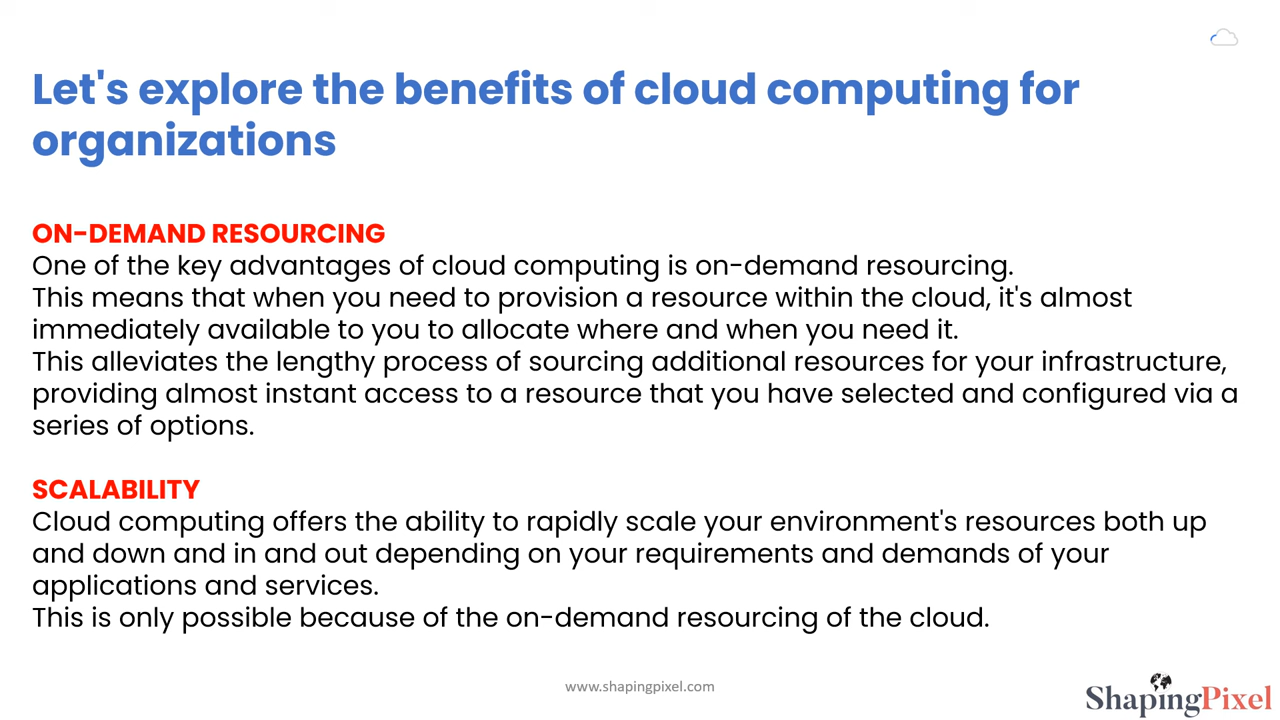 Let's explore the benefits of cloud computing for
organizations
ON-DEMAND RESOURCING
One of the key advantages of cloud computing is on-demand resourcing.
This means that when you need to provision a resource within the cloud, it's almost
immediately available to you to allocate where and when you need it.
This alleviates the lengthy process of sourcing additional resources for your infrastructure,
providing almost instant access to a resource that you have selected and configured via a
series of options.
SCALABILITY
Cloud computing offers the ability to rapidly scale your environment's resources both up
and down and in and out depending on your requirements and demands of your
applications and services.
This is only possible because of the on-demand resourcing of the cloud.
www.shapingpixel.com
ShapingPixel